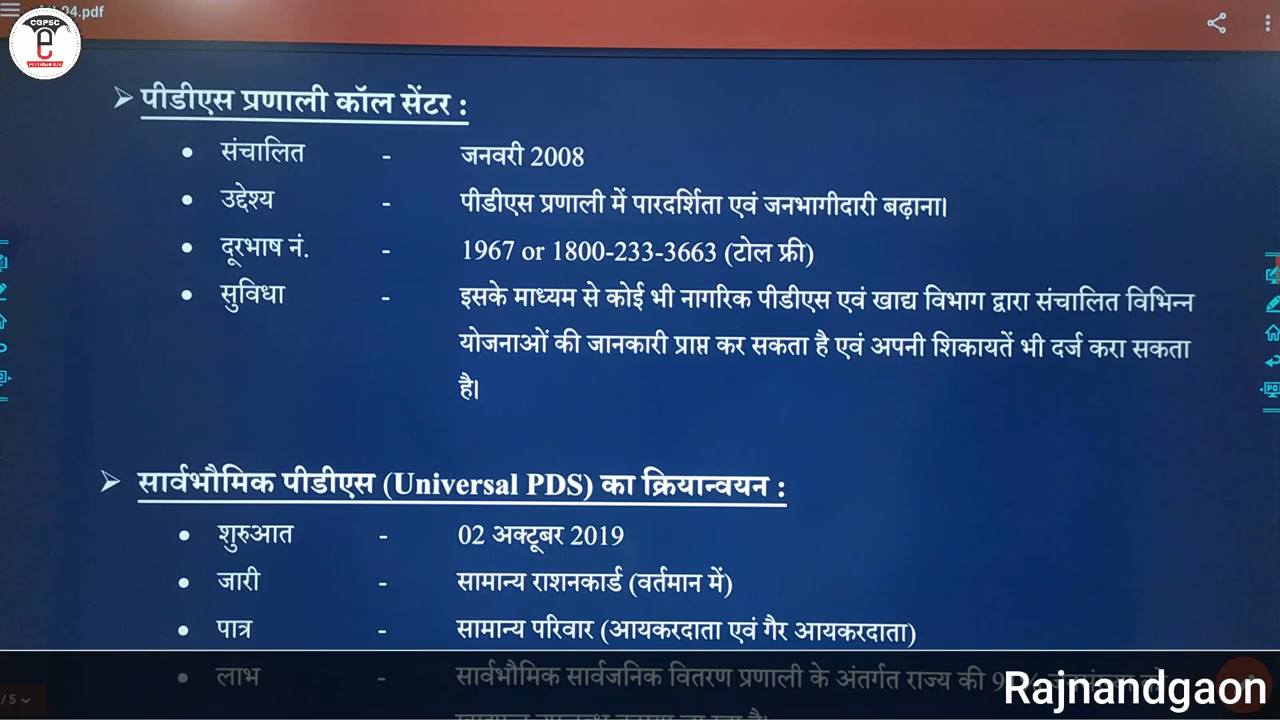 04.pdf
CGPSC
➢ पीडीएस प्रणाली कॉल सेंटर :
• संचालित - जनवरी 2008
• उद्देश्य - पीडीएस प्रणाली में पारदर्शिता एवं जनभागीदारी बढ़ाना।
• दूरभाष नं. - 1967 or 1800-233-3663 (टोल फ्री)
• सुविधा - इसके माध्यम से कोई भी नागरिक पीडीएस एवं खाद्य विभाग द्वारा संचालित विभिन्न
योजनाओं की जानकारी प्राप्त कर सकता है एवं अपनी शिकायतें भी दर्ज करा सकता
है।
➢ सार्वभौमिक पीडीएस (Universal PDS) का क्रियान्वयन :
• शुरुआत - 02 अक्टूबर 2019
• जारी - सामान्य राशनकार्ड (वर्तमान में)
• पात्र - सामान्य परिवार (आयकरदाता एवं गैर आयकरदाता)
• लाभ - सार्वभौमिक सार्वजनिक वितरण प्रणाली के अंतर्गत राज्य की
/ 5
Rajnandgaon